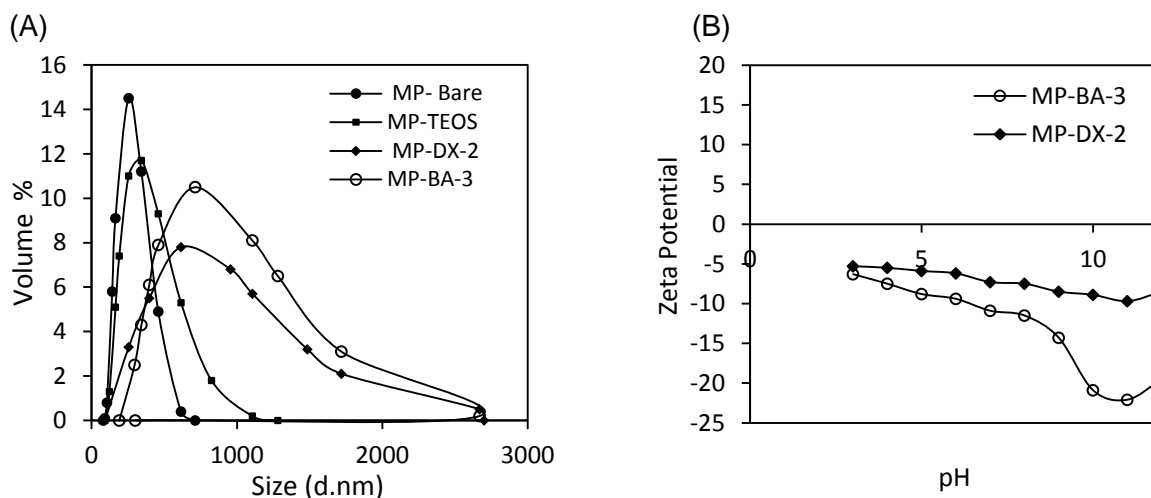 (A)
Volume %
16
14
12
10
8
6
4
2
0
MP- Bare
MP-TEOS
MP-DX-2
MP-BA-3
0 1000 2000 3000
Size (d.nm)
(B)
Zeta Potential
20
15
10
5
0
-5
-10
-15
-20
-25
MP-BA-3
MP-DX-2
0 5 10
pH